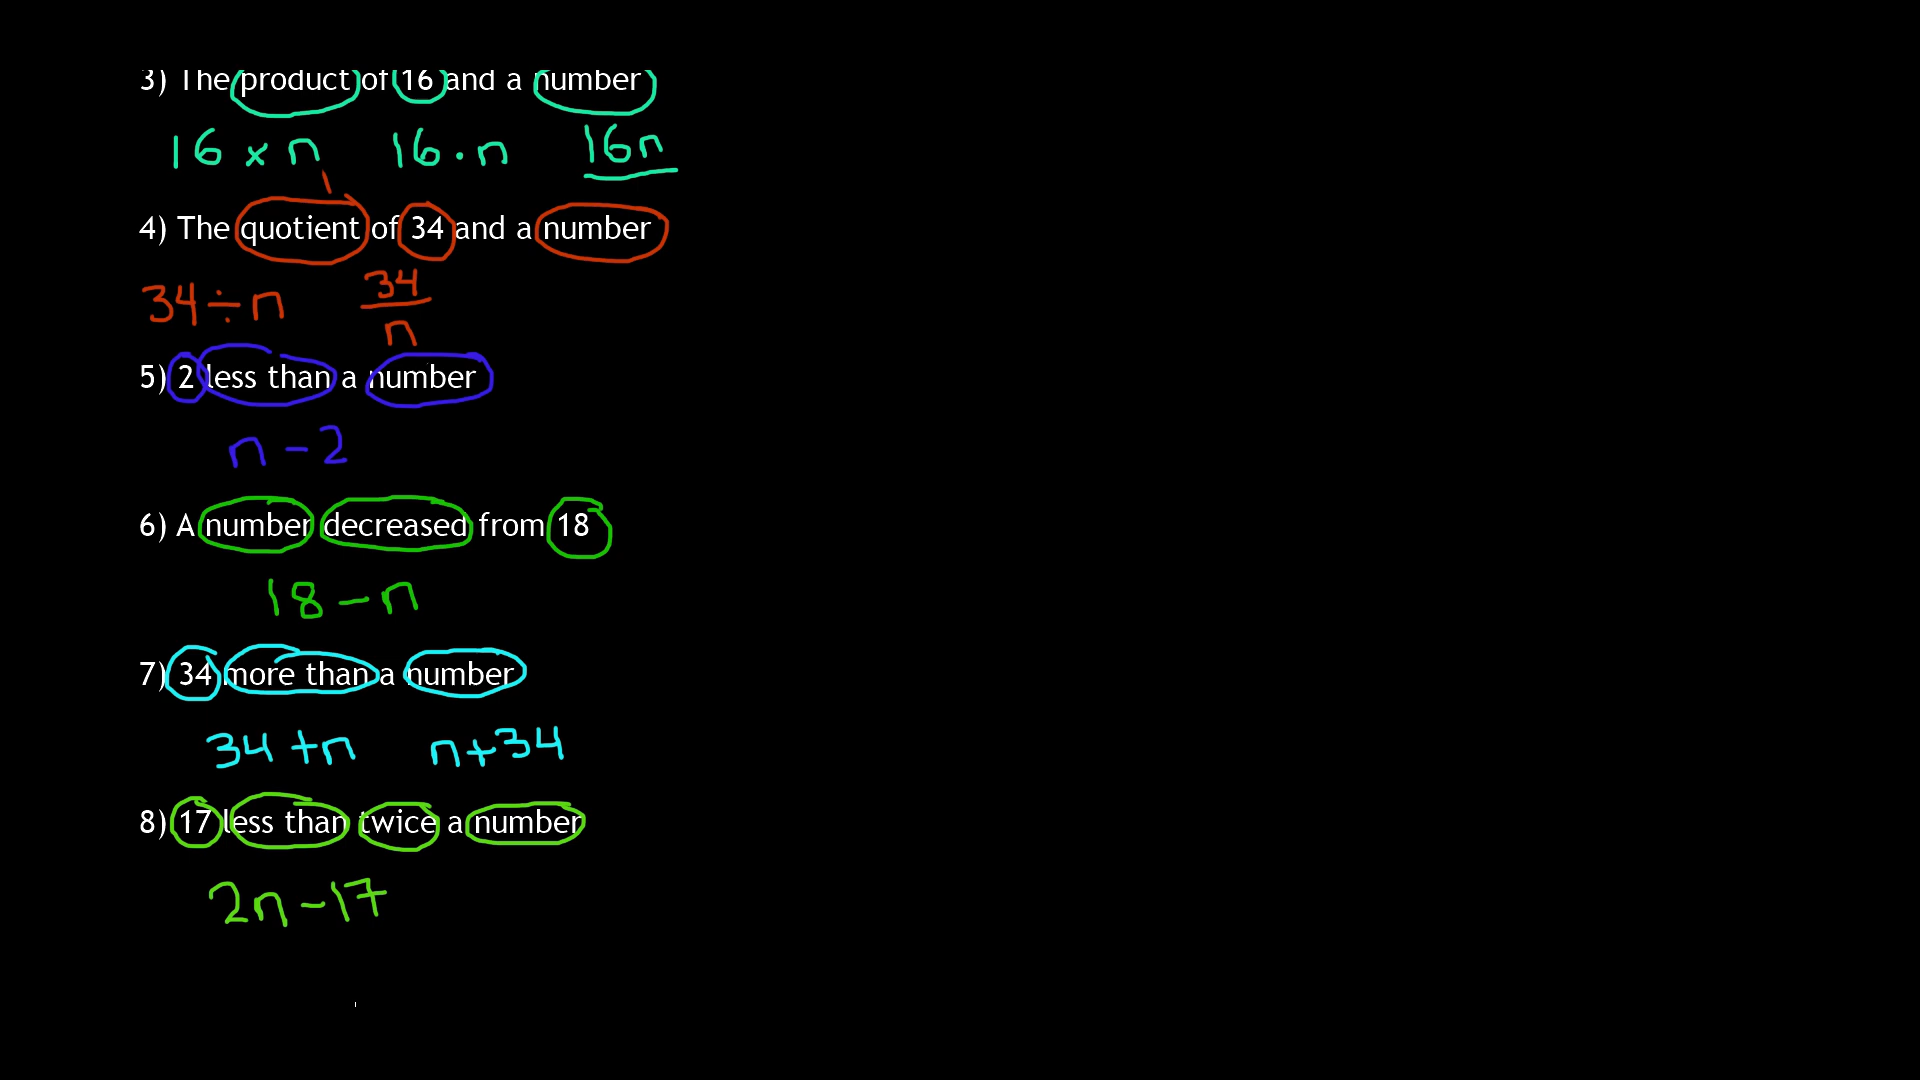 3) The product of 16 and a number
16 × n 16 · n 16n
4) The quotient of 34 and a number
34 ÷ n 34/n
5) 2 less than a number
n - 2
6) A number decreased from 18
18 - n
7) 34 more than a number
34 + n n + 34
8) 17 less than twice a number
2n - 17